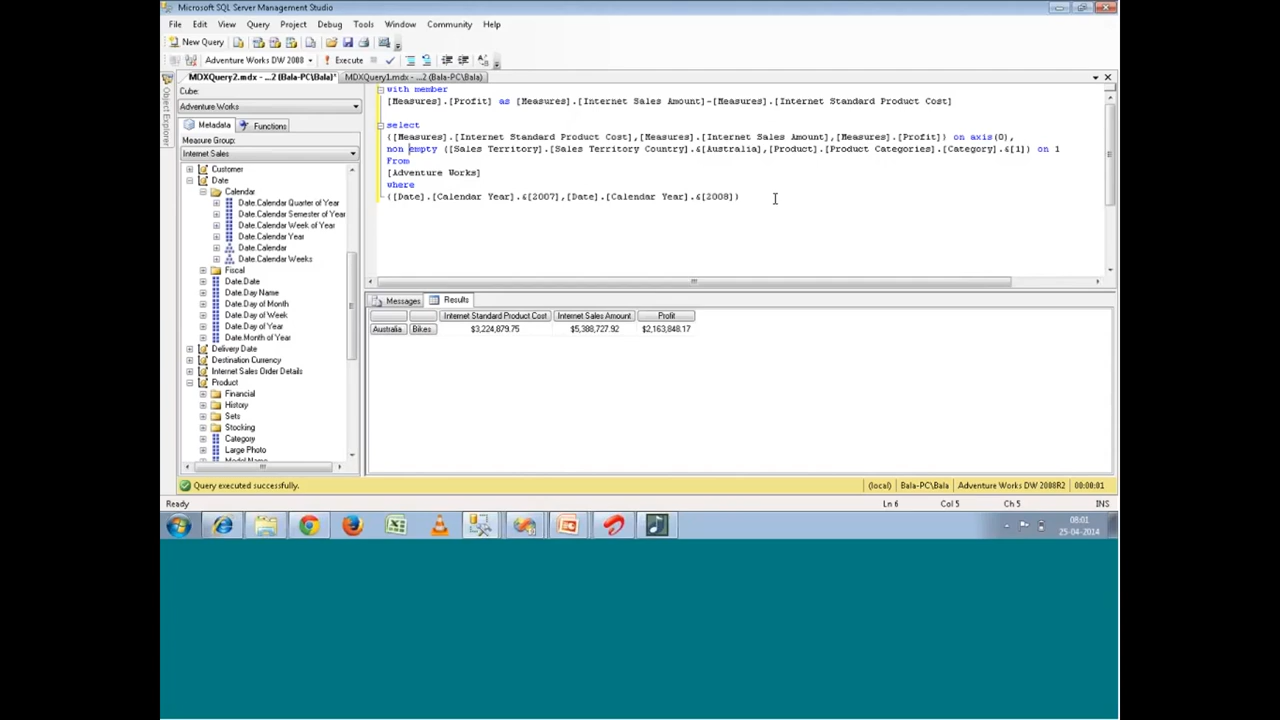 Microsoft SQL Server Management Studio
File Edit View Query Project Debug Tools Window Community Help
New Query
Adventure Works DW 2008 Execute
MDXQuery2.mdx - ...2 (Bala-PC\Bala)* MDXQuery1.mdx - ...2 (Bala-PC\Bala)
Object Explorer
Cube:
Adventure Works
Metadata Functions
Measure Group:
Internet Sales
Customer
Date
Calendar
Date.Calendar Quarter of Year
Date.Calendar Semester of Year
Date.Calendar Week of Year
Date.Calendar Year
Date.Calendar
Date.Calendar Weeks
Fiscal
Date.Date
Date.Day Name
Date.Day of Month
Date.Day of Week
Date.Day of Year
Date.Month of Year
Delivery Date
Destination Currency
Internet Sales Order Details
Product
Financial
History
Sets
Stocking
Category
Large Photo
Model Name
with member
[Measures].[Profit] as [Measures].[Internet Sales Amount]-[Measures].[Internet Standard Product Cost]
select
{[Measures].[Internet Standard Product Cost],[Measures].[Internet Sales Amount],[Measures].[Profit]} on axis(0),
non empty ([Sales Territory].[Sales Territory Country].&[Australia],[Product].[Product Categories].[Category].&[1]) on 1
From
[Adventure Works]
where
{[Date].[Calendar Year].&[2007],[Date].[Calendar Year].&[2008]}
Messages Results
Internet Standard Product Cost Internet Sales Amount Profit
Australia Bikes $3,224,879.75 $5,388,727.92 $2,163,848.17
Query executed successfully. (local) Bala-PC\Bala Adventure Works DW 2008R2 00:00:01
Ready Ln 6 Col 5 Ch 5 INS
08:01
25-04-2014